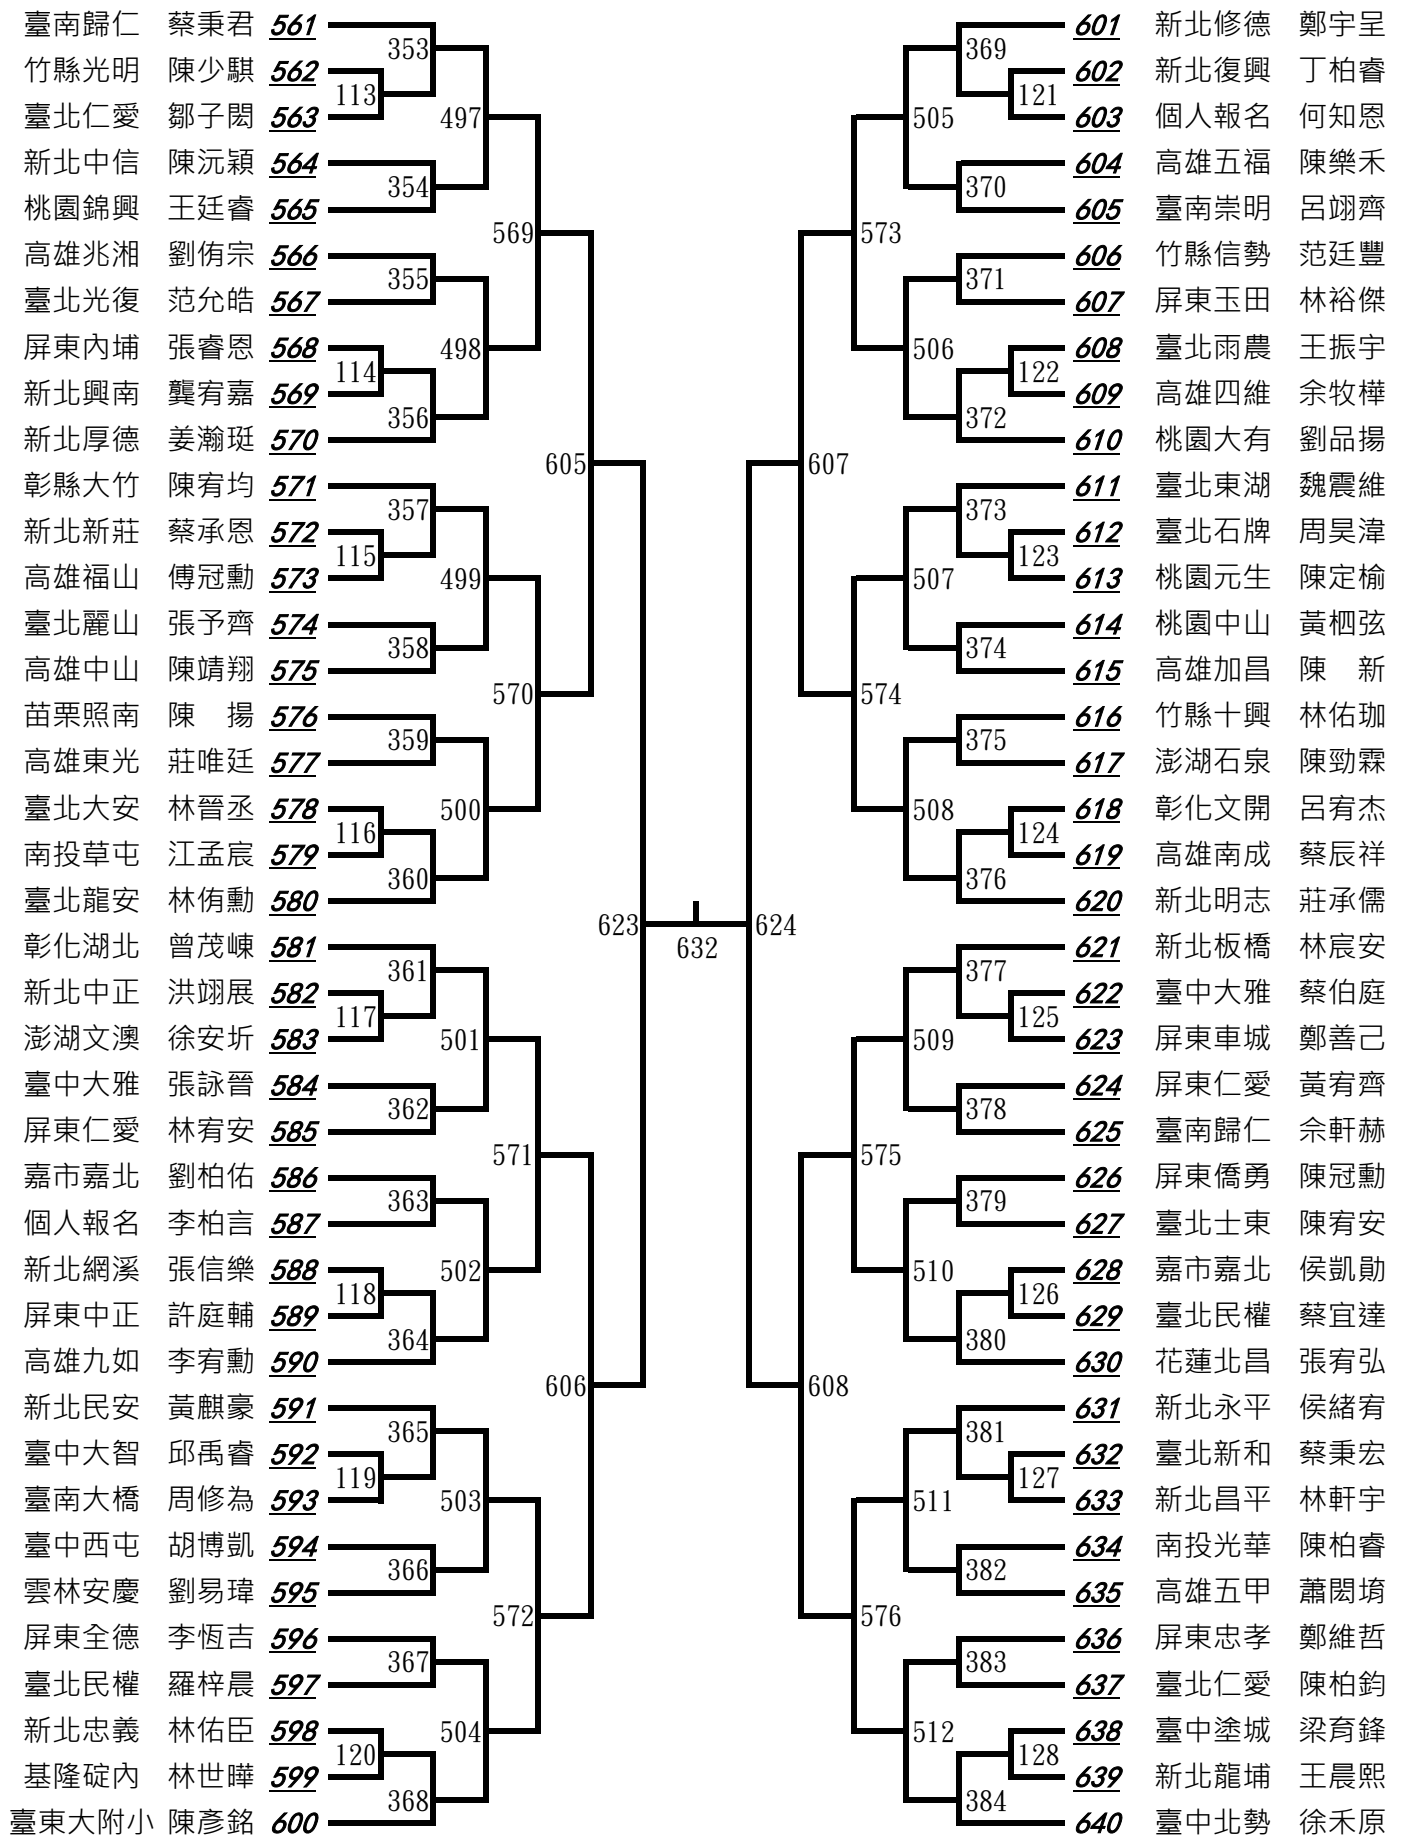 臺南歸仁 蔡秉君 561
竹縣光明 陳少騏 562
臺北仁愛 鄒子閎 563
新北中信 陳沅穎 564
桃園錦興 王廷睿 565
高雄兆湘 劉侑宗 566
臺北光復 范允皓 567
屏東內埔 張睿恩 568
新北興南 龔宥嘉 569
新北厚德 姜瀚珽 570
彰縣大竹 陳宥均 571
新北新莊 蔡承恩 572
高雄福山 傅冠勳 573
臺北麗山 張予齊 574
高雄中山 陳靖翔 575
苗栗照南 陳 揚 576
高雄東光 莊唯廷 577
臺北大安 林晉丞 578
南投草屯 江孟宸 579
臺北龍安 林侑勳 580
彰化湖北 曾茂崠 581
新北中正 洪翊展 582
澎湖文澳 徐安圻 583
臺中大雅 張詠晉 584
屏東仁愛 林宥安 585
嘉市嘉北 劉柏佑 586
個人報名 李柏言 587
新北網溪 張信樂 588
屏東中正 許庭輔 589
高雄九如 李宥勳 590
新北民安 黃麒豪 591
臺中大智 邱禹睿 592
臺南大橋 周修為 593
臺中西屯 胡博凱 594
雲林安慶 劉易瑋 595
屏東全德 李恆吉 596
臺北民權 羅梓晨 597
新北忠義 林佑臣 598
基隆碇內 林世曄 599
臺東大附小 陳彥銘 600
113
114
115
116
117
118
119
120
353
354
355
356
357
358
359
360
361
362
363
364
365
366
367
368
497
498
499
500
501
502
503
504
569
570
571
572
605
606
623
632
624
607
608
573
574
575
576
505
506
507
508
509
510
511
512
369
370
371
372
373
374
375
376
377
378
379
380
381
382
383
384
121
122
123
124
125
126
127
128
601 新北修德 鄭宇呈
602 新北復興 丁柏睿
603 個人報名 何知恩
604 高雄五福 陳樂禾
605 臺南崇明 呂翊齊
606 竹縣信勢 范廷豐
607 屏東玉田 林裕傑
608 臺北雨農 王振宇
609 高雄四維 余牧樺
610 桃園大有 劉品揚
611 臺北東湖 魏震維
612 臺北石牌 周昊湋
613 桃園元生 陳定榆
614 桃園中山 黃栶弦
615 高雄加昌 陳 新
616 竹縣十興 林佑珈
617 澎湖石泉 陳勁霖
618 彰化文開 呂宥杰
619 高雄南成 蔡辰祥
620 新北明志 莊承儒
621 新北板橋 林宸安
622 臺中大雅 蔡伯庭
623 屏東車城 鄭善己
624 屏東仁愛 黃宥齊
625 臺南歸仁 佘軒赫
626 屏東僑勇 陳冠勳
627 臺北士東 陳宥安
628 嘉市嘉北 侯凱勛
629 臺北民權 蔡宜達
630 花蓮北昌 張宥弘
631 新北永平 侯緒宥
632 臺北新和 蔡秉宏
633 新北昌平 林軒宇
634 南投光華 陳柏睿
635 高雄五甲 蕭閎堉
636 屏東忠孝 鄭維哲
637 臺北仁愛 陳柏鈞
638 臺中塗城 梁育鋒
639 新北龍埔 王晨熙
640 臺中北勢 徐禾原